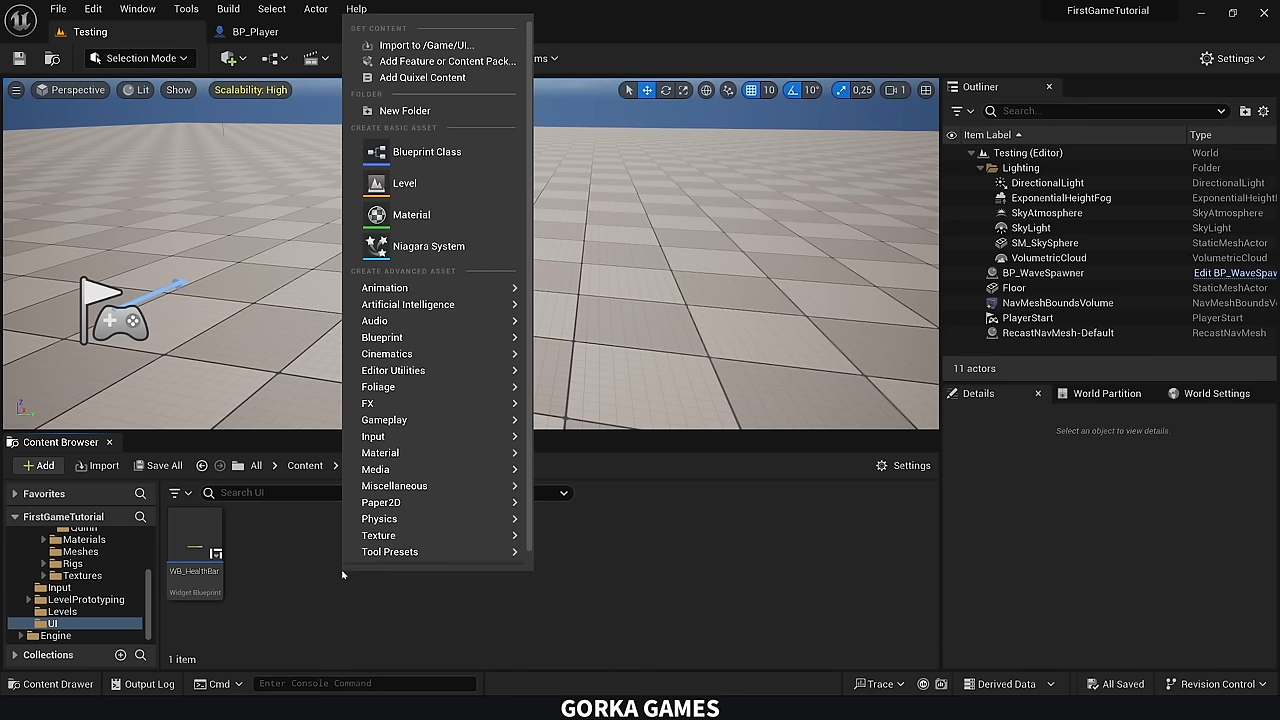 File Edit Window Tools Build Select Actor Help
FirstGameTutorial
Testing
BP_Player
Selection Mode
ms
Settings
Perspective
Lit
Show
Scalability: High
10
10°
0,25
1
GET CONTENT
Import to /Game/UI...
Add Feature or Content Pack...
Add Quixel Content
FOLDER
New Folder
CREATE BASIC ASSET
Blueprint Class
Level
Material
Niagara System
CREATE ADVANCED ASSET
Animation
Artificial Intelligence
Audio
Blueprint
Cinematics
Editor Utilities
Foliage
FX
Gameplay
Input
Material
Media
Miscellaneous
Paper2D
Physics
Texture
Tool Presets
Outliner
Search...
Item Label Type
Testing (Editor) World
Lighting Folder
DirectionalLight DirectionalLight
ExponentialHeightFog ExponentialHeightI
SkyAtmosphere SkyAtmosphere
SkyLight SkyLight
SM_SkySphere StaticMeshActor
VolumetricCloud VolumetricCloud
BP_WaveSpawner Edit BP_WaveSpav
Floor StaticMeshActor
NavMeshBoundsVolume NavMeshBoundsV
PlayerStart PlayerStart
RecastNavMesh-Default RecastNavMesh
11 actors
Details
World Partition
World Settings
Select an object to view details.
Content Browser
Add
Import
Save All
All
Content
Settings
Favorites
Search UI
FirstGameTutorial
Quinn
Materials
Meshes
Rigs
Textures
Input
LevelPrototyping
Levels
UI
Engine
Collections
WB_HealthBar
Widget Blueprint
1 item
Content Drawer
Output Log
Cmd
Enter Console Command
Trace
Derived Data
All Saved
Revision Control
GORKA GAMES